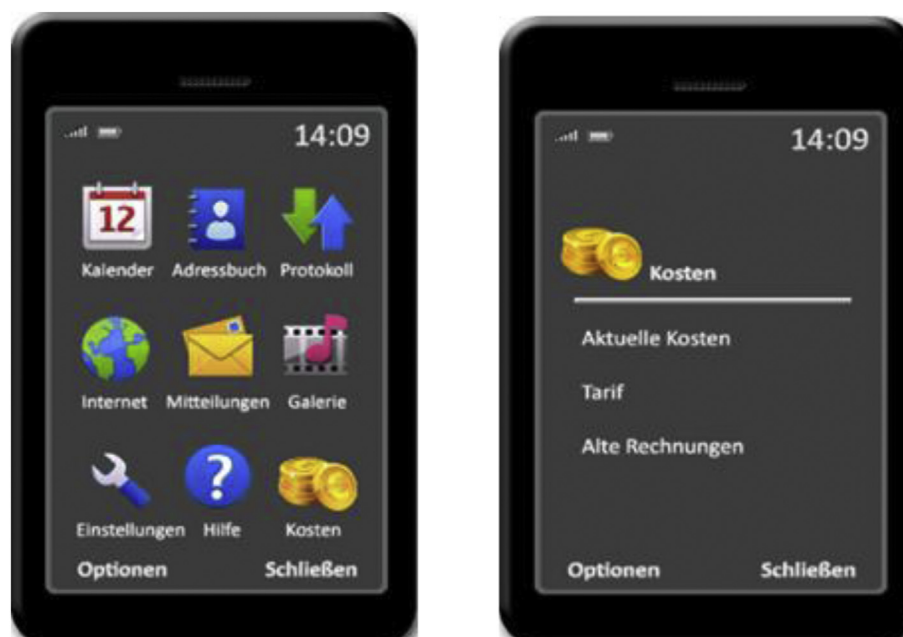 14:09
12
Kalender Adressbuch Protokoll
Internet Mitteilungen Galerie
?
Einstellungen Hilfe Kosten
Optionen Schließen
14:09
Kosten
Aktuelle Kosten
Tarif
Alte Rechnungen
Optionen Schließen